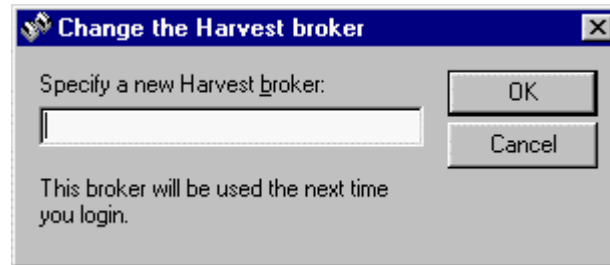 Change the Harvest broker
Specify a new Harvest broker:
OK
Cancel
This broker will be used the next time
you login.